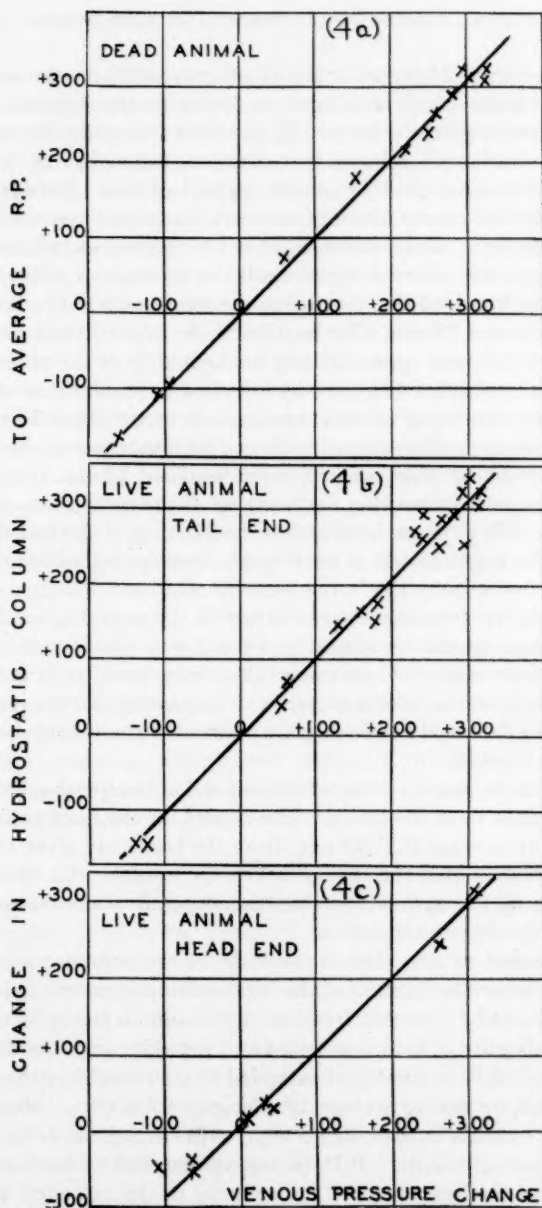 (4a)
DEAD ANIMAL
+300
+200
+100
0
-100 0 +100 +200 +300
-100
(4b)
LIVE ANIMAL
TAIL END
+300
+200
+100
0
-100 0 +100 +200 +300
-100
(4c)
LIVE ANIMAL
HEAD END
+300
+200
+100
0
-100 0 +100 +200 +300
-100
VENOUS PRESSURE CHANGE
CHANGE IN HYDROSTATIC COLUMN TO AVERAGE R.P.